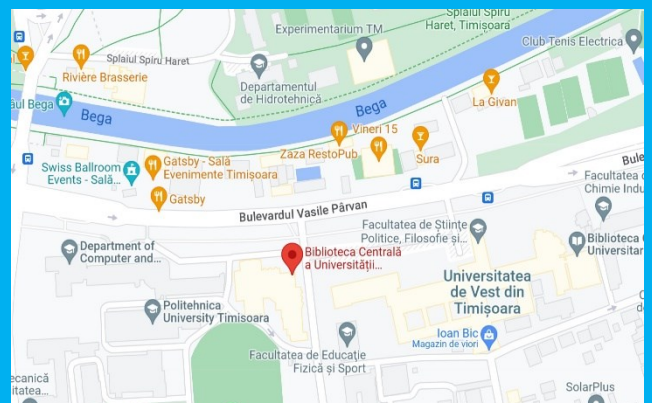 Splaiul Spiru
Haret, Timișoara
Experimentarium TM
Club Tenis Electrica
Splaiul Spiru Haret
Rivière Brasserie
Departamentul
de Hidrotehnică
La Givan
Bega
Bega
Vineri 15
Zaza RestoPub
Sura
Gatsby - Sală
Evenimente Timișoara
Swiss Ballroom
Events - Sală...
Gatsby
Bulevardul Vasile Pârvan
Facultatea de Științe
Politice, Filosofie și...
Facultatea
Chimie Indu
Department of
Computer and...
Biblioteca Centrală
a Universității...
Biblioteca
Universitar
Universitatea
de Vest din
Timișoara
Politehnica
University Timisoara
Ioan Bic
Magazin de viori
Facultatea de Educație
Fizică și Sport
ecanică
itatea...
SolarPlus